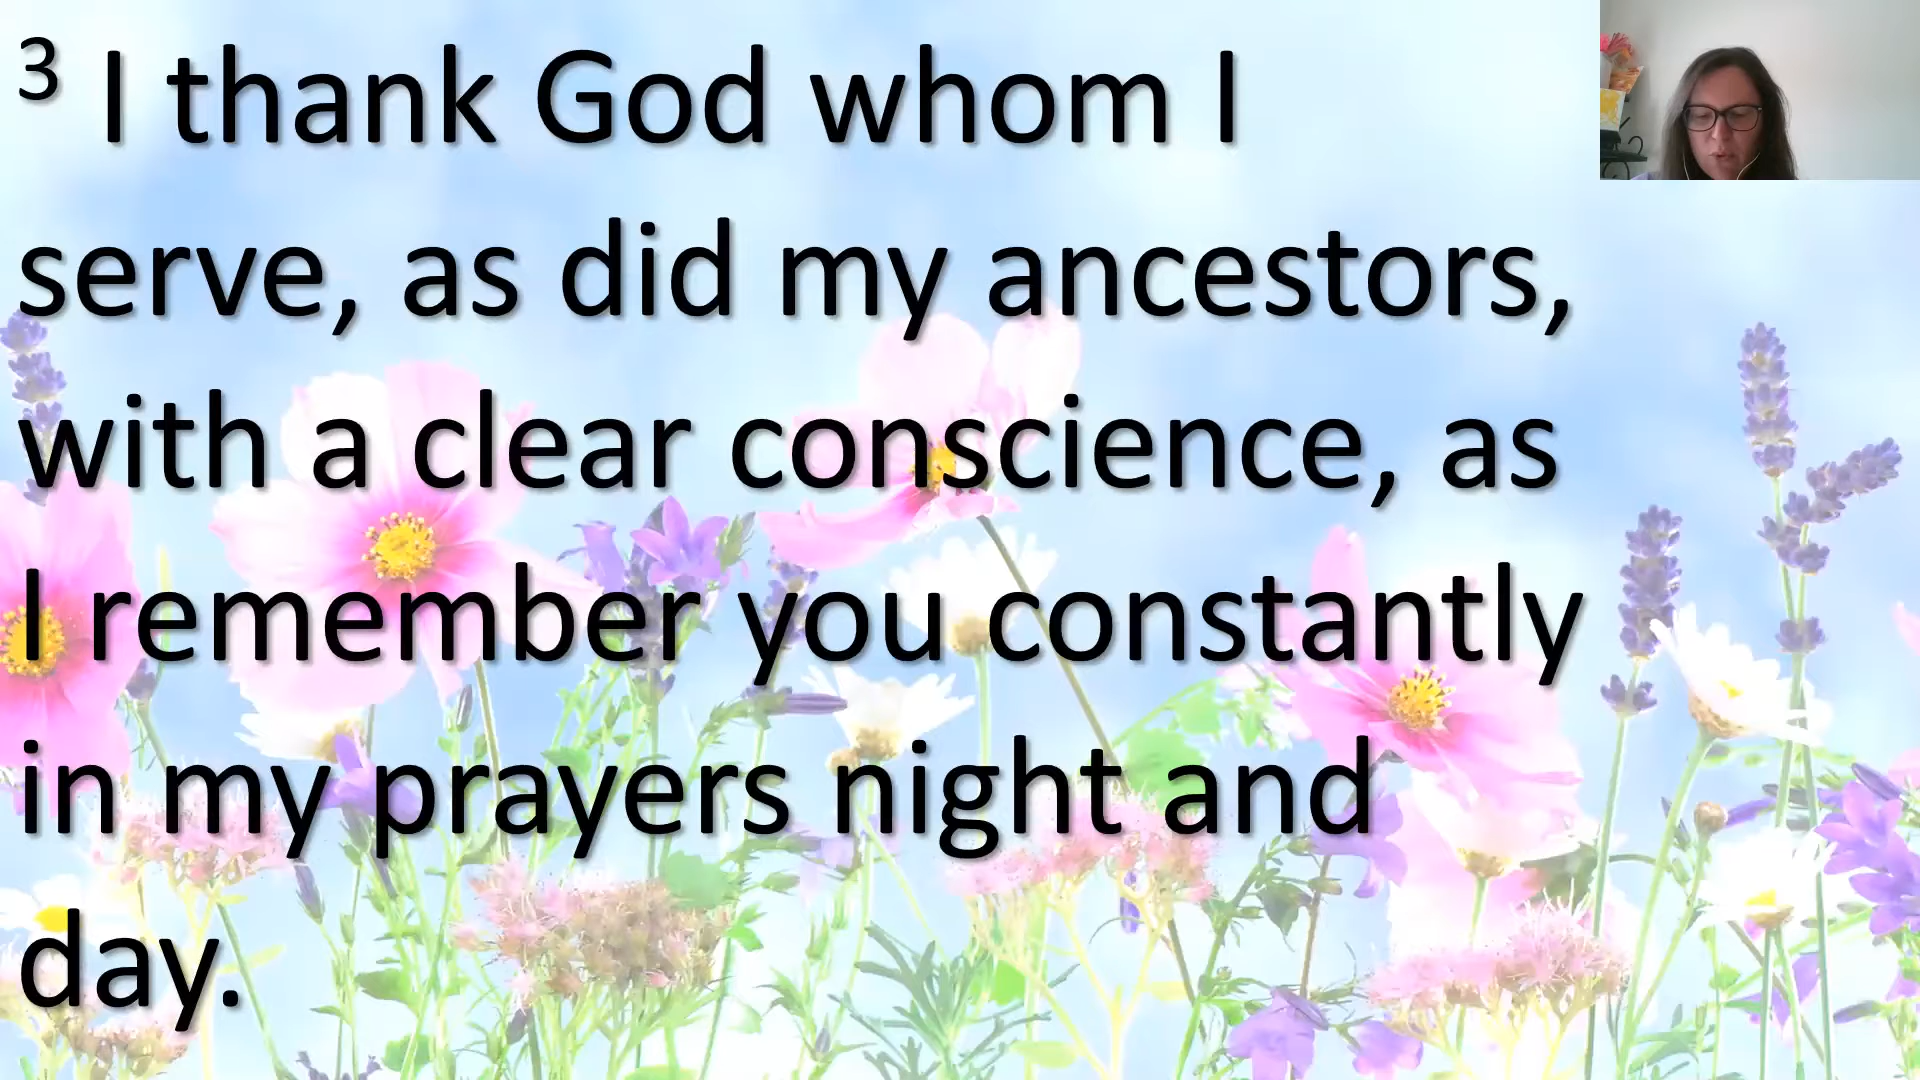 3 I thank God whom I
serve, as did my ancestors,
with a clear conscience, as
I remember you constantly
in my prayers night and
day.